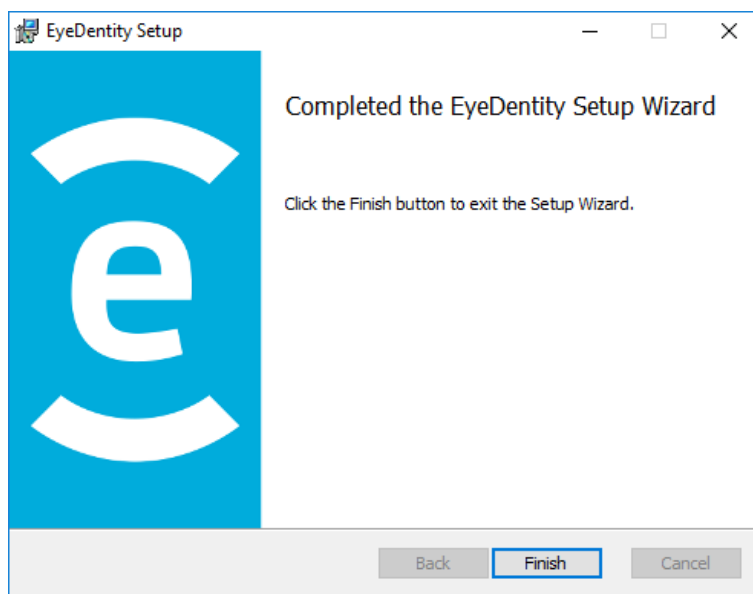 EyeDentity Setup
Completed the EyeDentity Setup Wizard
Click the Finish button to exit the Setup Wizard.
e
Back Finish Cancel